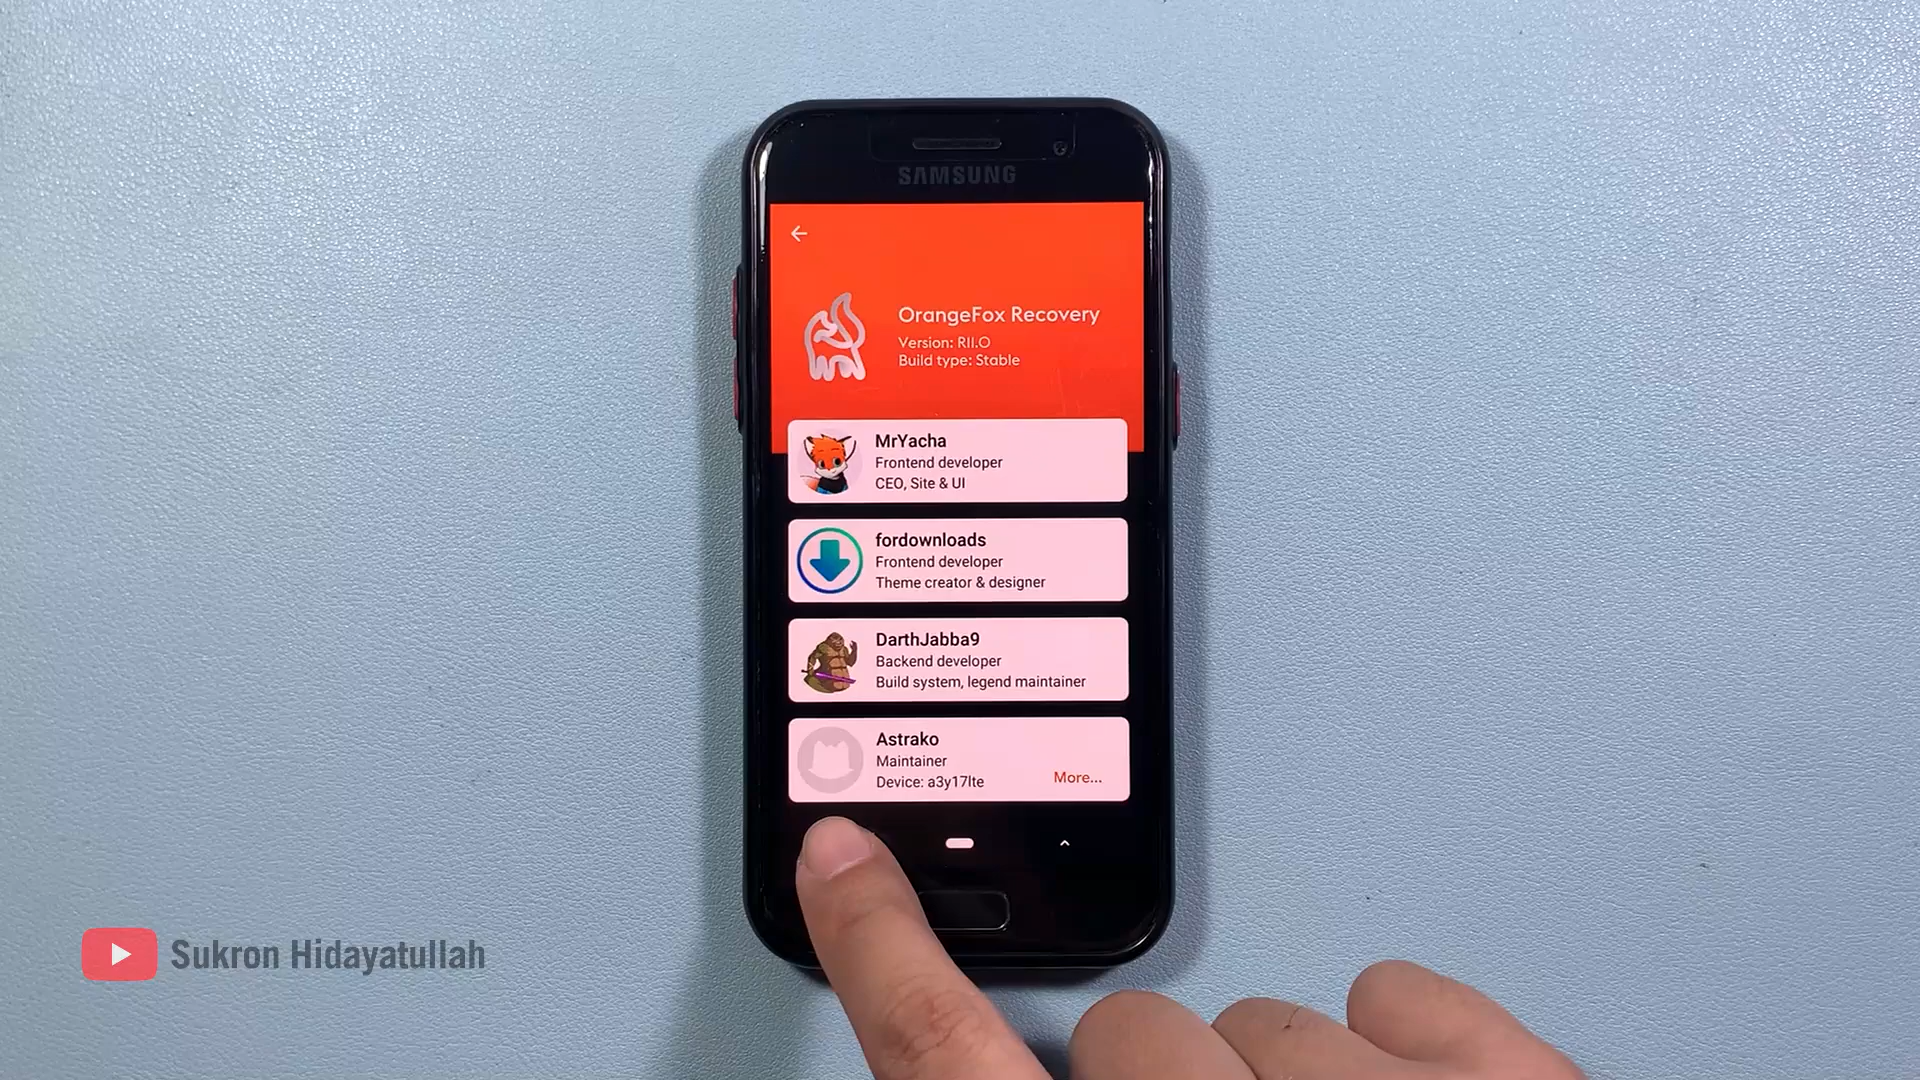 SAMSUNG
OrangeFox Recovery
Version: R11.0
Build type: Stable
MrYacha
Frontend developer
CEO, Site & UI
fordownloads
Frontend developer
Theme creator & designer
DarthJabba9
Backend developer
Build system, legend maintainer
Astrako
Maintainer
Device: a3y17lte
More...
Sukron Hidayatullah